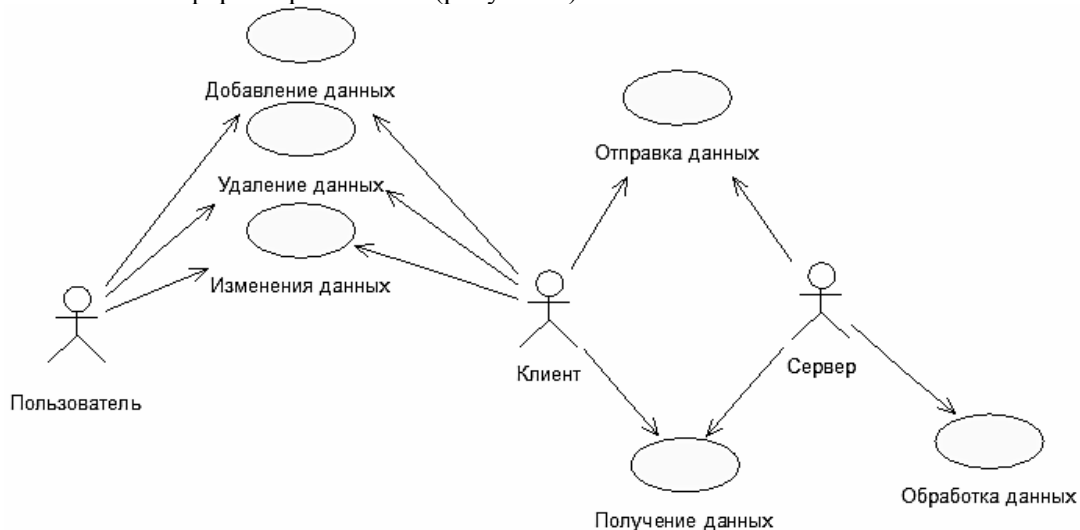 Добавление данных
Отправка данных
Удаление данных
Изменения данных
Клиент
Сервер
Пользователь
Обработка данных
Получение данных